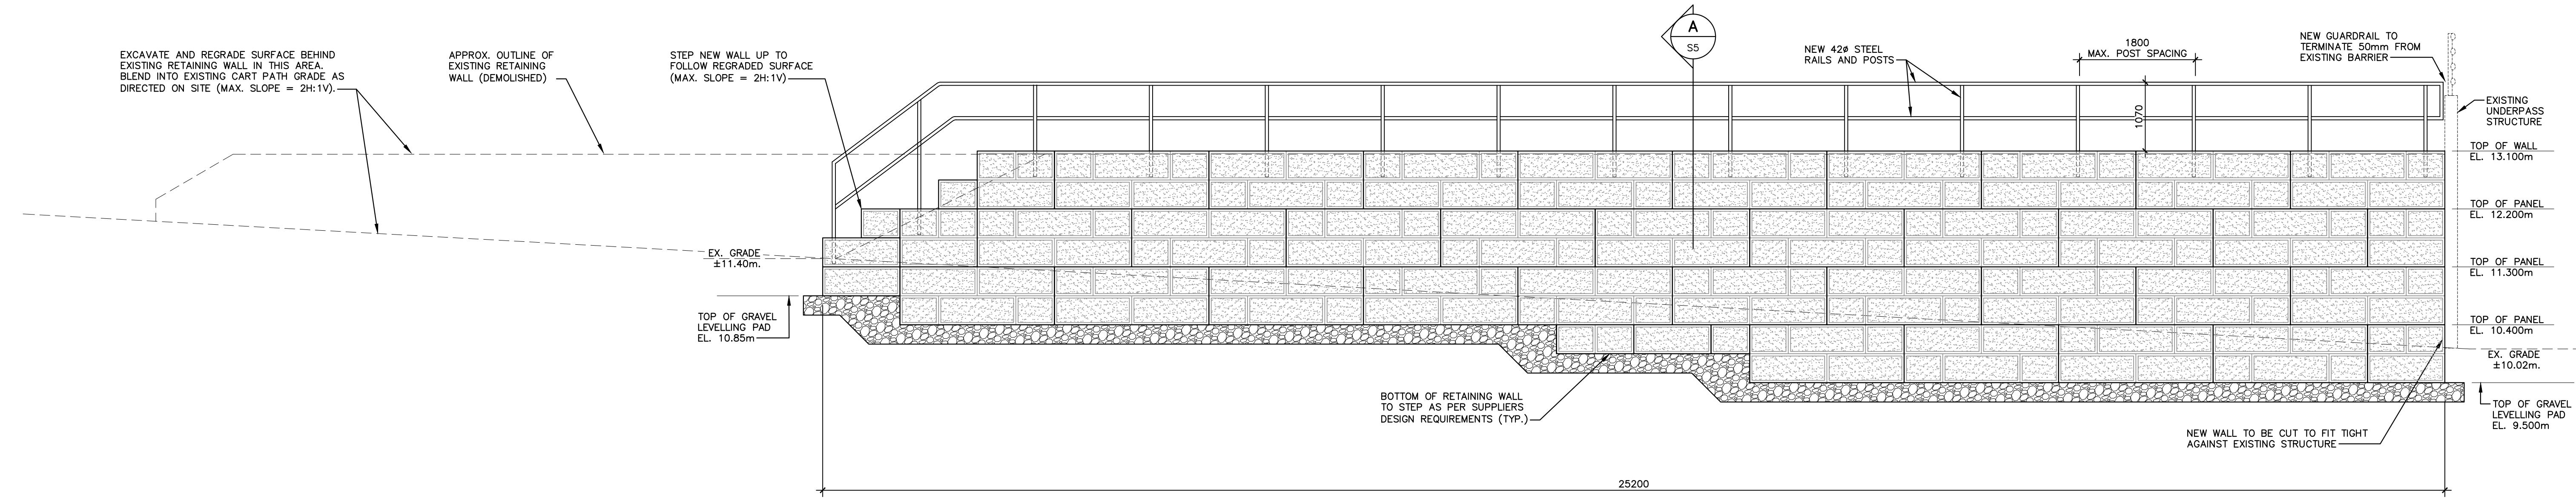 EXCAVATE AND REGRADE SURFACE BEHIND
EXISTING RETAINING WALL IN THIS AREA.
BLEND INTO EXISTING CART PATH GRADE AS
DIRECTED ON SITE (MAX. SLOPE = 2H:1V).
APPROX. OUTLINE OF
EXISTING RETAINING
WALL (DEMOLISHED)
STEP NEW WALL UP TO
FOLLOW REGRADED SURFACE
(MAX. SLOPE = 2H:1V)
A
S5
NEW 42ø STEEL
RAILS AND POSTS
1800
MAX. POST SPACING
NEW GUARDRAIL TO
TERMINATE 50mm FROM
EXISTING BARRIER
1070
EXISTING
UNDERPASS
STRUCTURE
TOP OF WALL
EL. 13.100m
TOP OF PANEL
EL. 12.200m
TOP OF PANEL
EL. 11.300m
TOP OF PANEL
EL. 10.400m
EX. GRADE
±10.02m.
TOP OF GRAVEL
LEVELLING PAD
EL. 9.500m
EX. GRADE
±11.40m.
TOP OF GRAVEL
LEVELLING PAD
EL. 10.85m
BOTTOM OF RETAINING WALL
TO STEP AS PER SUPPLIERS
DESIGN REQUIREMENTS (TYP.)
NEW WALL TO BE CUT TO FIT TIGHT
AGAINST EXISTING STRUCTURE
25200